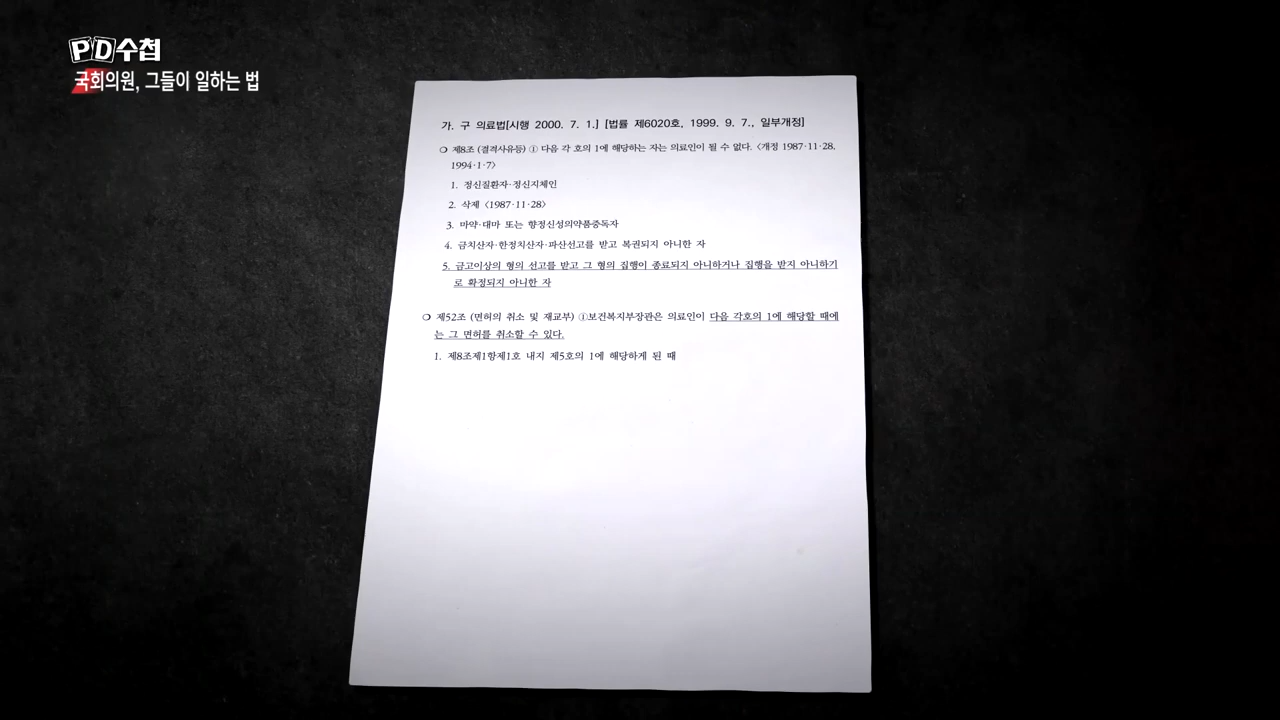 PD수첩
국회의원, 그들이 일하는 법
가. 구 의료법[시행 2000. 7. 1.] [법률 제6020호, 1999. 9. 7., 일부개정]
❍ 제8조 (결격사유등) ① 다음 각 호의 1에 해당하는 자는 의료인이 될 수 없다. <개정 1987·11·28,
1994·1·7>
1. 정신질환자·정신지체인
2. 삭제 <1987·11·28>
3. 마약·대마 또는 향정신성의약품중독자
4. 금치산자·한정치산자·파산선고를 받고 복권되지 아니한 자
5. 금고이상의 형의 선고를 받고 그 형의 집행이 종료되지 아니하거나 집행을 받지 아니하기
로 확정되지 아니한 자
❍ 제52조 (면허의 취소 및 재교부) ①보건복지부장관은 의료인이 다음 각호의 1에 해당할 때에
는 그 면허를 취소할 수 있다.
1. 제8조제1항제1호 내지 제5호의 1에 해당하게 된 때